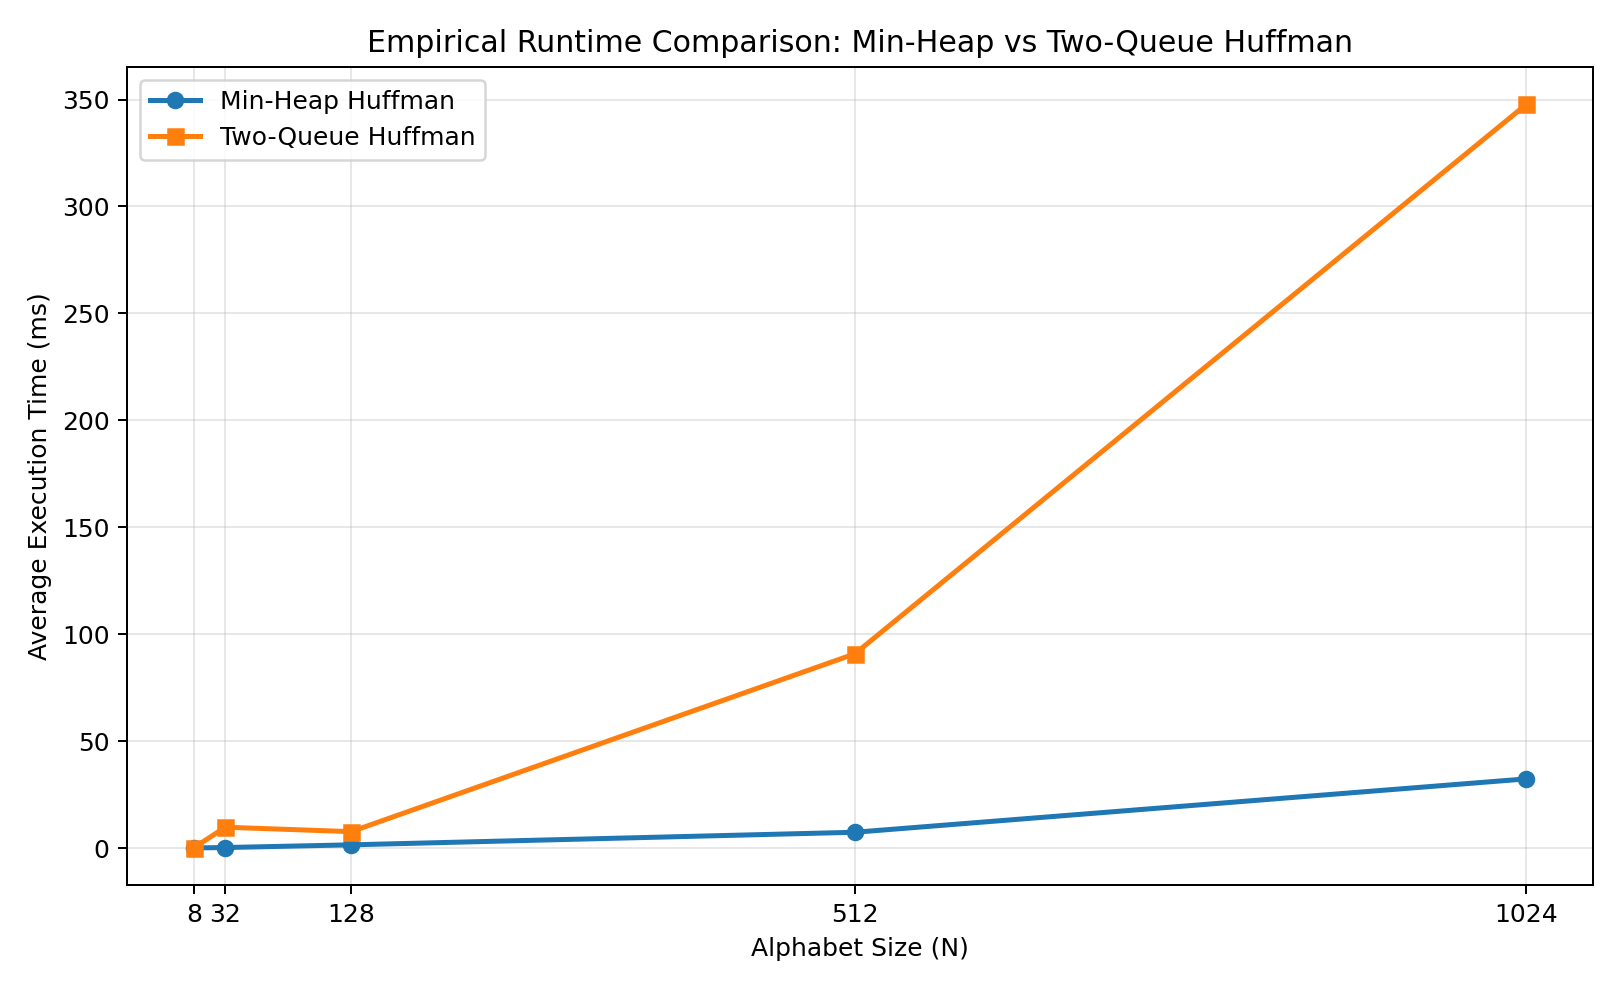 Empirical Runtime Comparison: Min-Heap vs Two-Queue Huffman
Min-Heap Huffman
Two-Queue Huffman
Average Execution Time (ms)
350
300
250
200
150
100
50
0
8 32 128 512 1024
Alphabet Size (N)